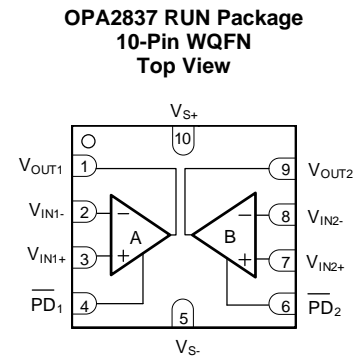 OPA2837 RUN Package
10-Pin WQFN
Top View
VS+
10
VOUT1 1 9 VOUT2
VIN1- 2 − − 8 VIN2-
A B
VIN1+ 3 + + 7 VIN2+
PD1 4 6 PD2
5
VS-